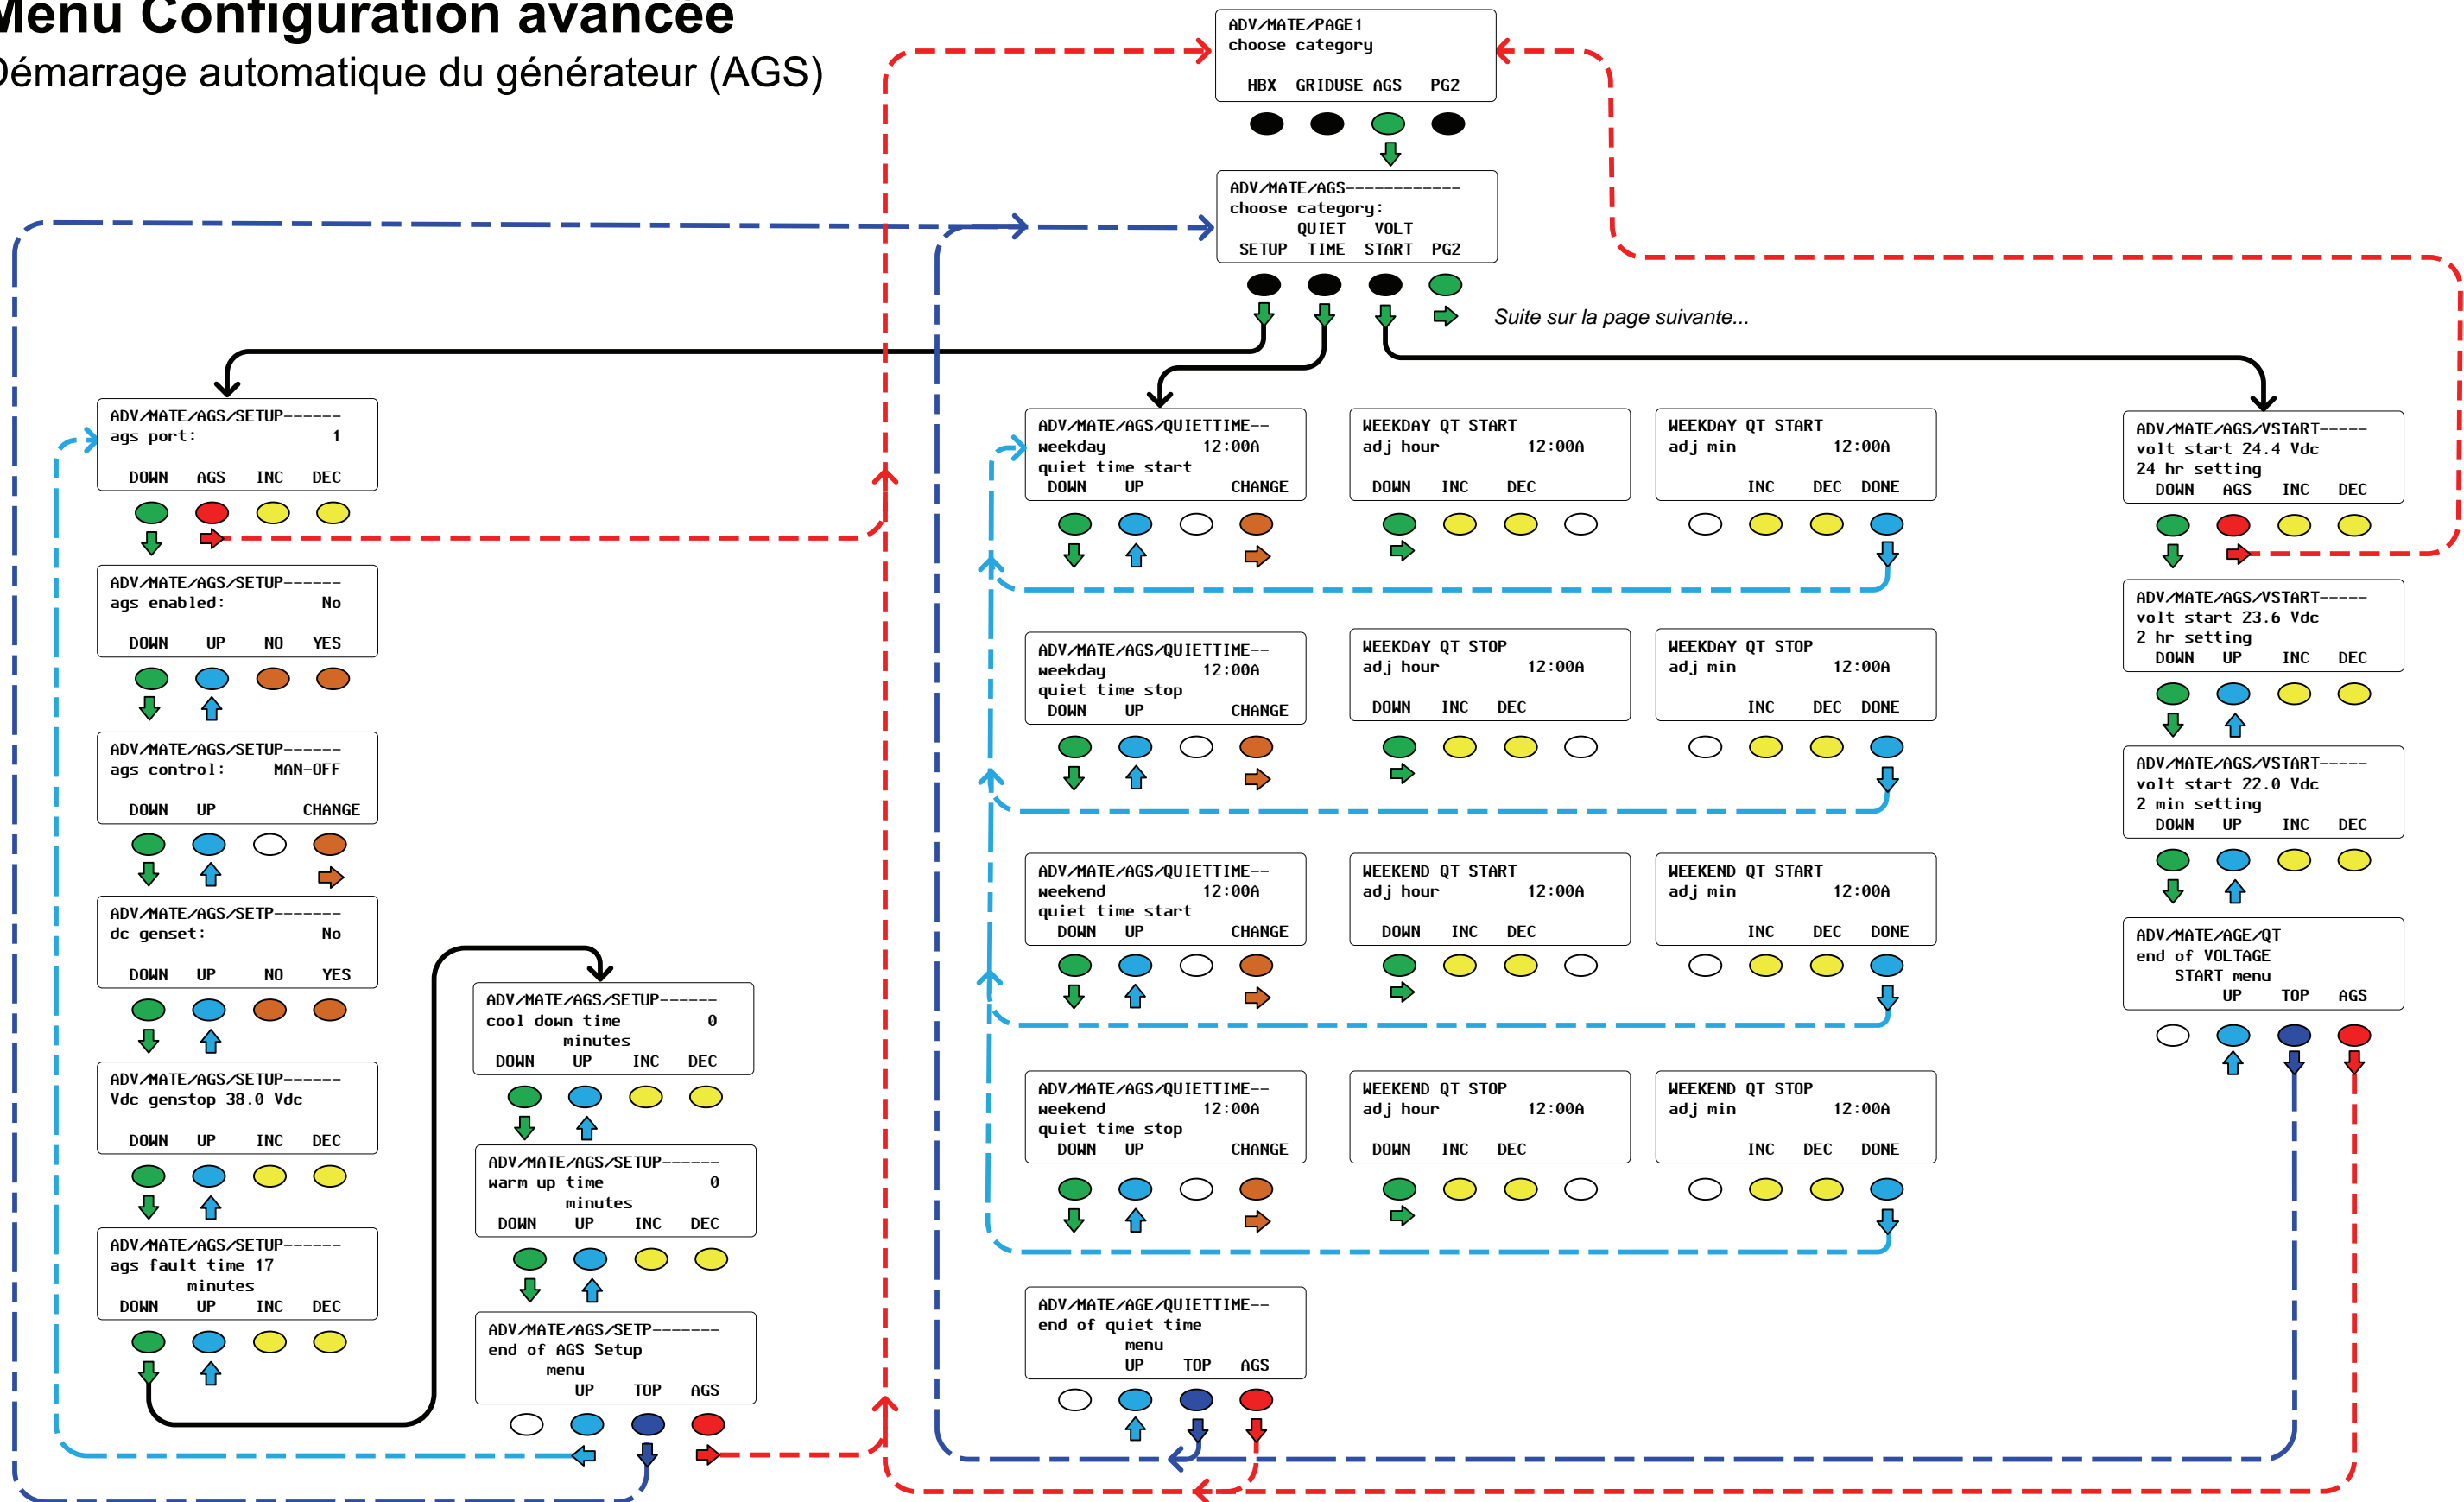 Menu Configuration avancée
Démarrage automatique du générateur (AGS)
ADV/MATE/PAGE1
choose category
HBX GRIDUSE AGS PG2
ADV/MATE/AGS------------
choose category:
QUIET VOLT
SETUP TIME START PG2
Suite sur la page suivante...
ADV/MATE/AGS/SETUP------
ags port: 1
DOWN AGS INC DEC
ADV/MATE/AGS/SETUP------
ags enabled: No
DOWN UP NO YES
ADV/MATE/AGS/SETUP------
ags control: MAN-OFF
DOWN UP CHANGE
ADV/MATE/AGS/SETP-------
dc genset: No
DOWN UP NO YES
ADV/MATE/AGS/SETUP------
Vdc genstop 38.0 Vdc
DOWN UP INC DEC
ADV/MATE/AGS/SETUP------
ags fault time 17
minutes
DOWN UP INC DEC
ADV/MATE/AGS/SETUP------
cool down time 0
minutes
DOWN UP INC DEC
ADV/MATE/AGS/SETUP------
warm up time 0
minutes
DOWN UP INC DEC
ADV/MATE/AGS/SETP-------
end of AGS Setup
menu
UP TOP AGS
ADV/MATE/AGS/QUIETTIME--
weekday 12:00A
quiet time start
DOWN UP CHANGE
WEEKDAY QT START
adj hour 12:00A
DOWN INC DEC
WEEKDAY QT START
adj min 12:00A
INC DEC DONE
ADV/MATE/AGS/QUIETTIME--
weekday 12:00A
quiet time stop
DOWN UP CHANGE
WEEKDAY QT STOP
adj hour 12:00A
DOWN INC DEC
WEEKDAY QT STOP
adj min 12:00A
INC DEC DONE
ADV/MATE/AGS/QUIETTIME--
weekend 12:00A
quiet time start
DOWN UP CHANGE
WEEKEND QT START
adj hour 12:00A
DOWN INC DEC
WEEKEND QT START
adj min 12:00A
INC DEC DONE
ADV/MATE/AGS/QUIETTIME--
weekend 12:00A
quiet time stop
DOWN UP CHANGE
WEEKEND QT STOP
adj hour 12:00A
DOWN INC DEC
WEEKEND QT STOP
adj min 12:00A
INC DEC DONE
ADV/MATE/AGE/QUIETTIME--
end of quiet time
menu
UP TOP AGS
ADV/MATE/AGS/VSTART-----
volt start 24.4 Vdc
24 hr setting
DOWN AGS INC DEC
ADV/MATE/AGS/VSTART-----
volt start 23.6 Vdc
2 hr setting
DOWN UP INC DEC
ADV/MATE/AGS/VSTART-----
volt start 22.0 Vdc
2 min setting
DOWN UP INC DEC
ADV/MATE/AGE/QT
end of VOLTAGE
START menu
UP TOP AGS